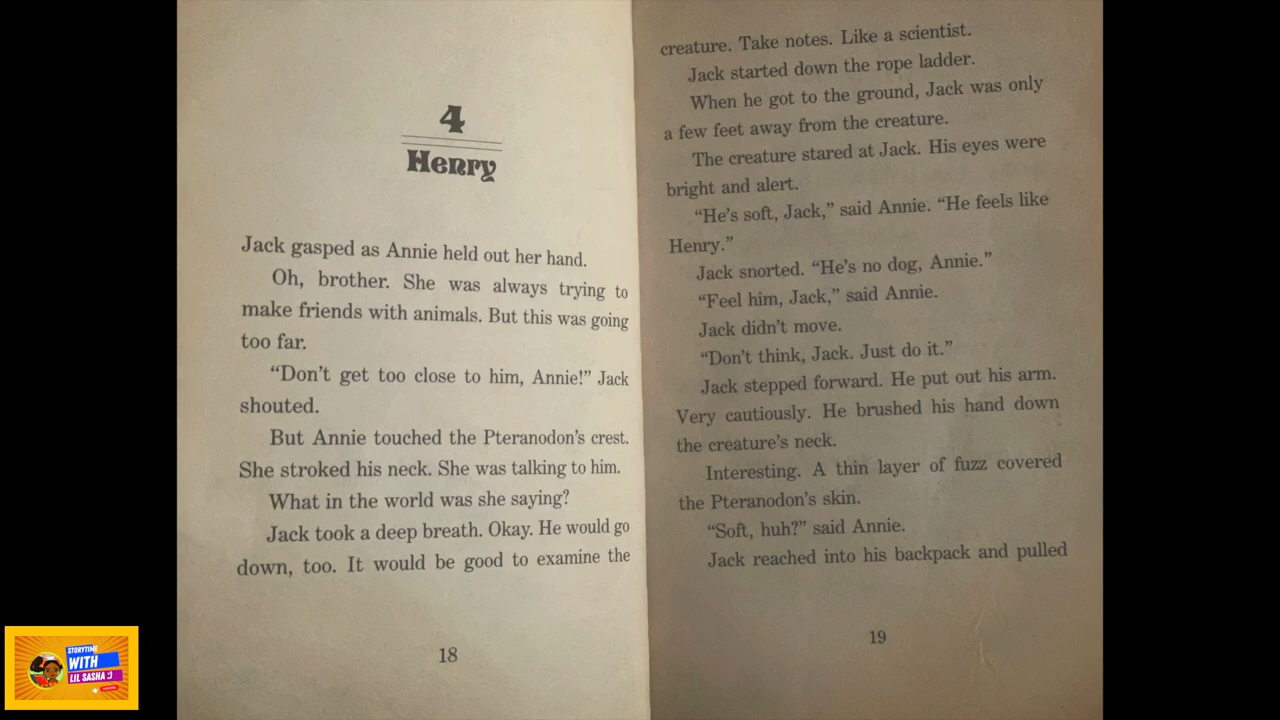 4
Henry
Jack gasped as Annie held out her hand.
Oh, brother. She was always trying to
make friends with animals. But this was going
too far.
“Don’t get too close to him, Annie!” Jack
shouted.
But Annie touched the Pteranodon’s crest.
She stroked his neck. She was talking to him.
What in the world was she saying?
Jack took a deep breath. Okay. He would go
down, too. It would be good to examine the
18
creature. Take notes. Like a scientist.
Jack started down the rope ladder.
When he got to the ground, Jack was only
a few feet away from the creature.
The creature stared at Jack. His eyes were
bright and alert.
“He’s soft, Jack,” said Annie. “He feels like
Henry.”
Jack snorted. “He’s no dog, Annie.”
“Feel him, Jack,” said Annie.
Jack didn’t move.
“Don’t think, Jack. Just do it.”
Jack stepped forward. He put out his arm.
Very cautiously. He brushed his hand down
the creature’s neck.
Interesting. A thin layer of fuzz covered
the Pteranodon’s skin.
“Soft, huh?” said Annie.
Jack reached into his backpack and pulled
19
STORYTIME
WITH
LIL SASHA :)